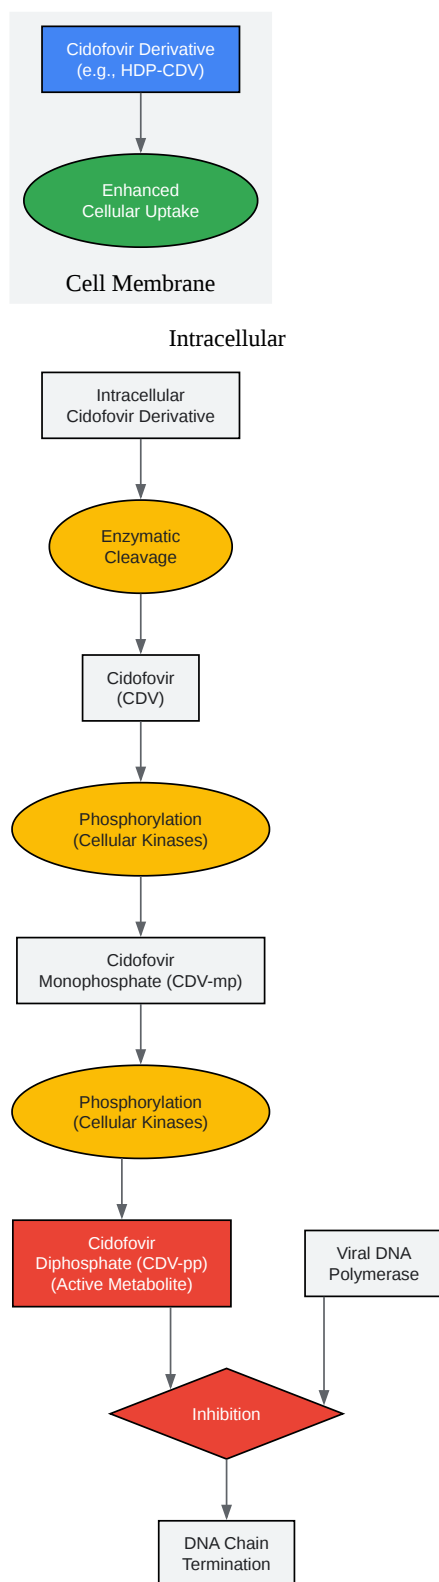 Cidofovir Derivative
(e.g., HDP-CDV)
Enhanced
Cellular Uptake
Cell Membrane
Intracellular
Intracellular
Cidofovir Derivative
Enzymatic
Cleavage
Cidofovir
(CDV)
Phosphorylation
(Cellular Kinases)
Cidofovir
Monophosphate (CDV-mp)
Phosphorylation
(Cellular Kinases)
Cidofovir
Diphosphate (CDV-pp)
(Active Metabolite)
Viral DNA
Polymerase
Inhibition
DNA Chain
Termination